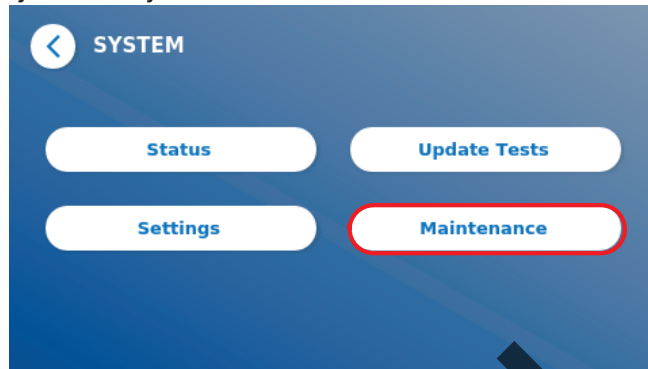 SYSTEM
Status
Update Tests
Settings
Maintenance